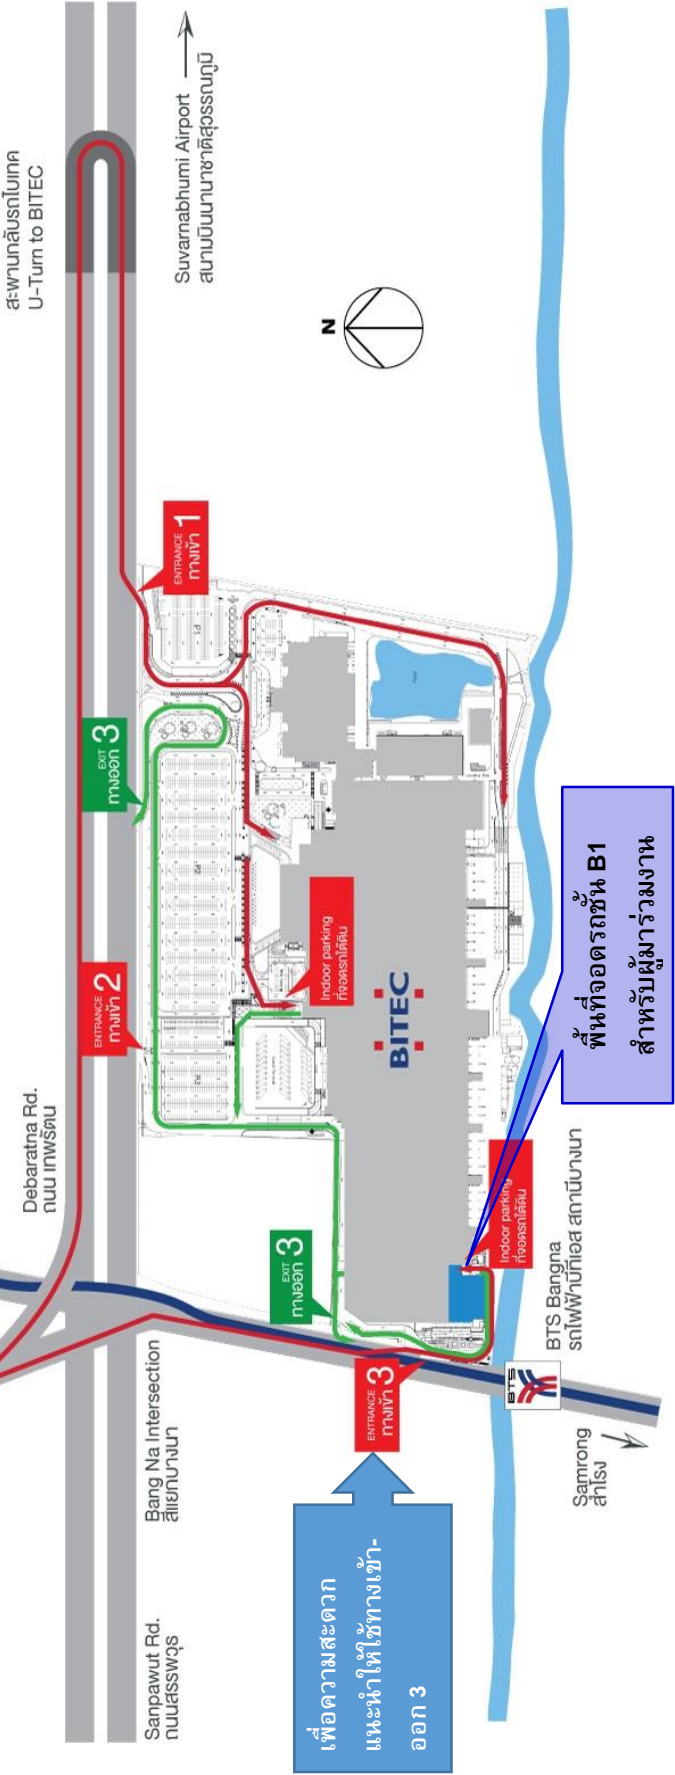 สะพานกลับรถไบเทค
U-Turn to BITEC
Suvarnabhumi Airport
สนามบินนานาชาติสุวรรณภูมิ
N
ENTRANCE
ทางเข้า 1
P1
EXIT
ทางออก 3
P2
ENTRANCE
ทางเข้า 2
P3
Indoor parking
ที่จอดรถใต้ดิน
BITEC
Debaratna Rd.
ถนน เทพรัตน
พื้นที่จอดรถชั้น B1
สำหรับผู้มาร่วมงาน
Indoor parking
ที่จอดรถใต้ดิน
EXIT
ทางออก 3
BTS Bangna
รถไฟฟ้าบีทีเอส สถานีบางนา
BTS
ENTRANCE
ทางเข้า 3
Bang Na Intersection
สี่แยกบางนา
Samrong
สำโรง
Sanpawut Rd.
ถนนสรรพวุธ
เพื่อความสะดวก
แนะนำให้ใช้ทางเข้า-
ออก 3